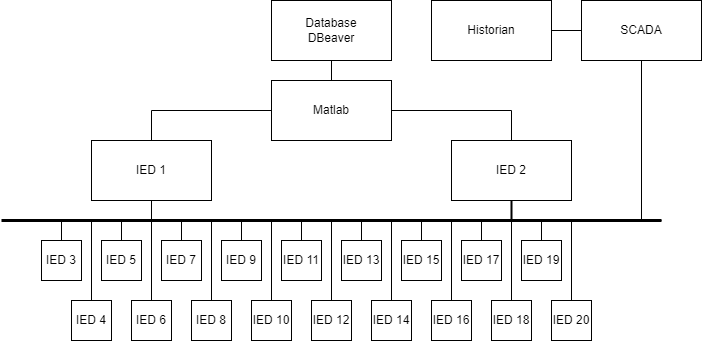 Database
DBeaver
Historian
SCADA
Matlab
IED 1
IED 2
IED 3
IED 5
IED 7
IED 9
IED 11
IED 13
IED 15
IED 17
IED 19
IED 4
IED 6
IED 8
IED 10
IED 12
IED 14
IED 16
IED 18
IED 20